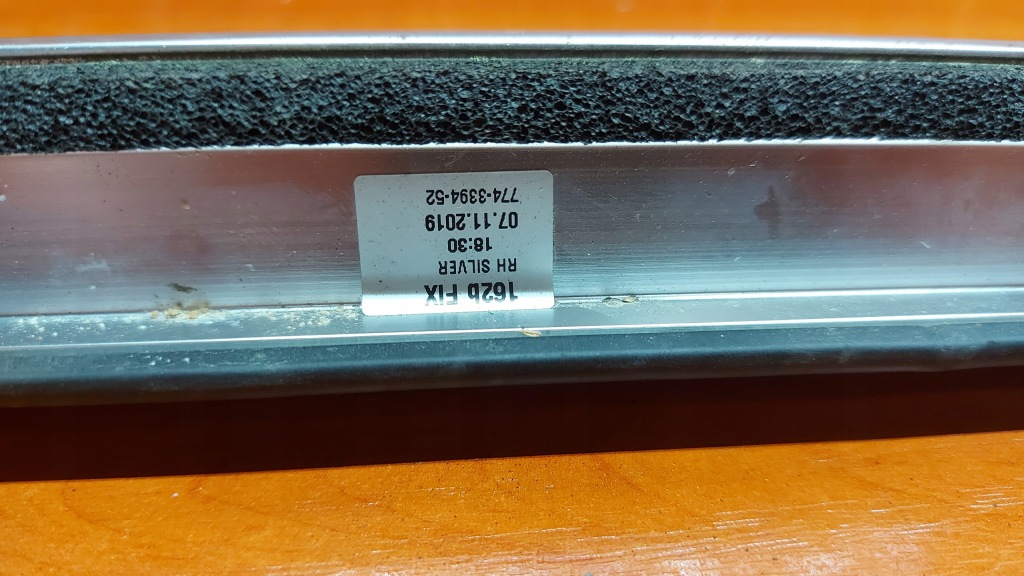 162b FIX
RH SILVER
18:30
07.11.2019
774-3394-52